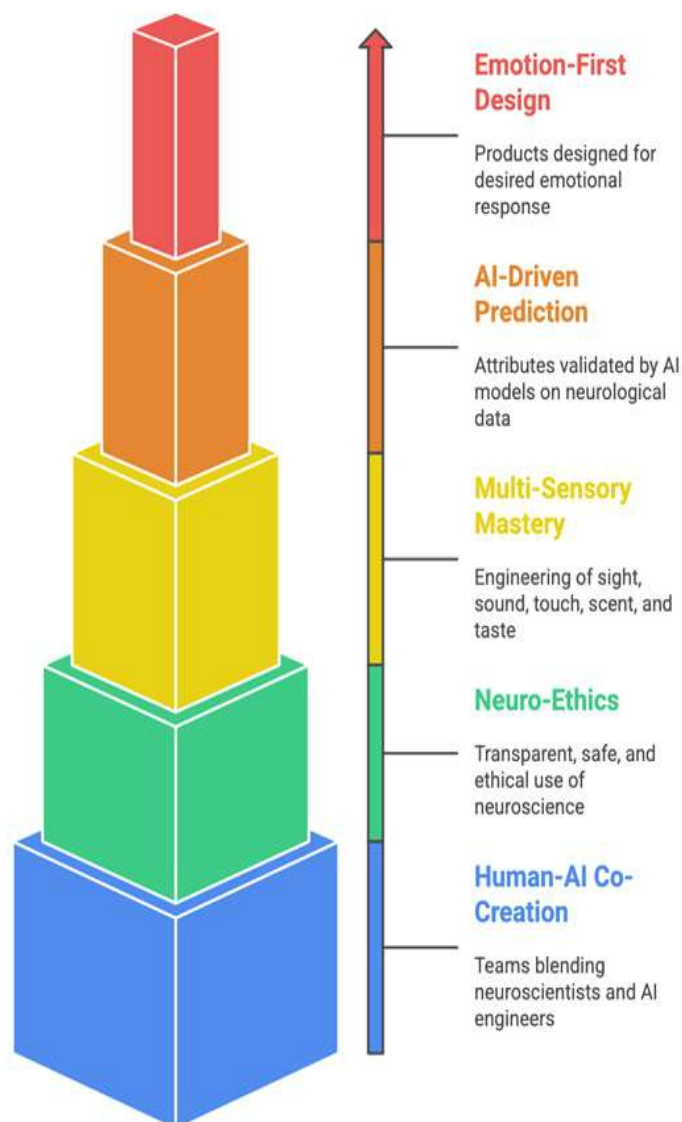 Emotion-First
Design
Products designed for
desired emotional
response
AI-Driven
Prediction
Attributes validated by AI
models on neurological
data
Multi-Sensory
Mastery
Engineering of sight,
sound, touch, scent, and
taste
Neuro-Ethics
Transparent, safe, and
ethical use of
neuroscience
Human-AI Co-
Creation
Teams blending
neuroscientists and AI
engineers